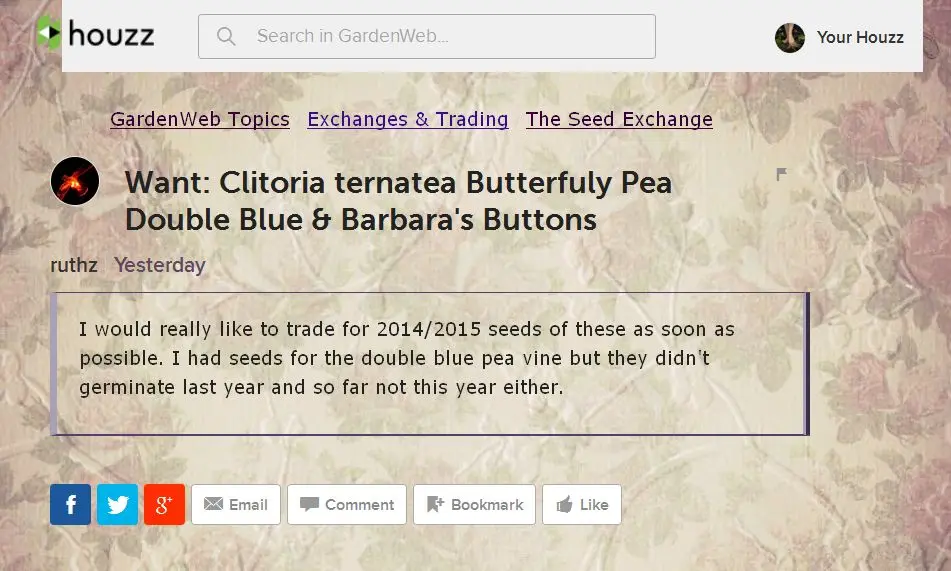 houzz
Search in GardenWeb...
Your Houzz
GardenWeb Topics Exchanges & Trading The Seed Exchange
Want: Clitoria ternatea Butterfuly Pea
Double Blue & Barbara's Buttons
ruthz Yesterday
I would really like to trade for 2014/2015 seeds of these as soon as
possible. I had seeds for the double blue pea vine but they didn't
germinate last year and so far not this year either.
f g+ Email Comment Bookmark Like